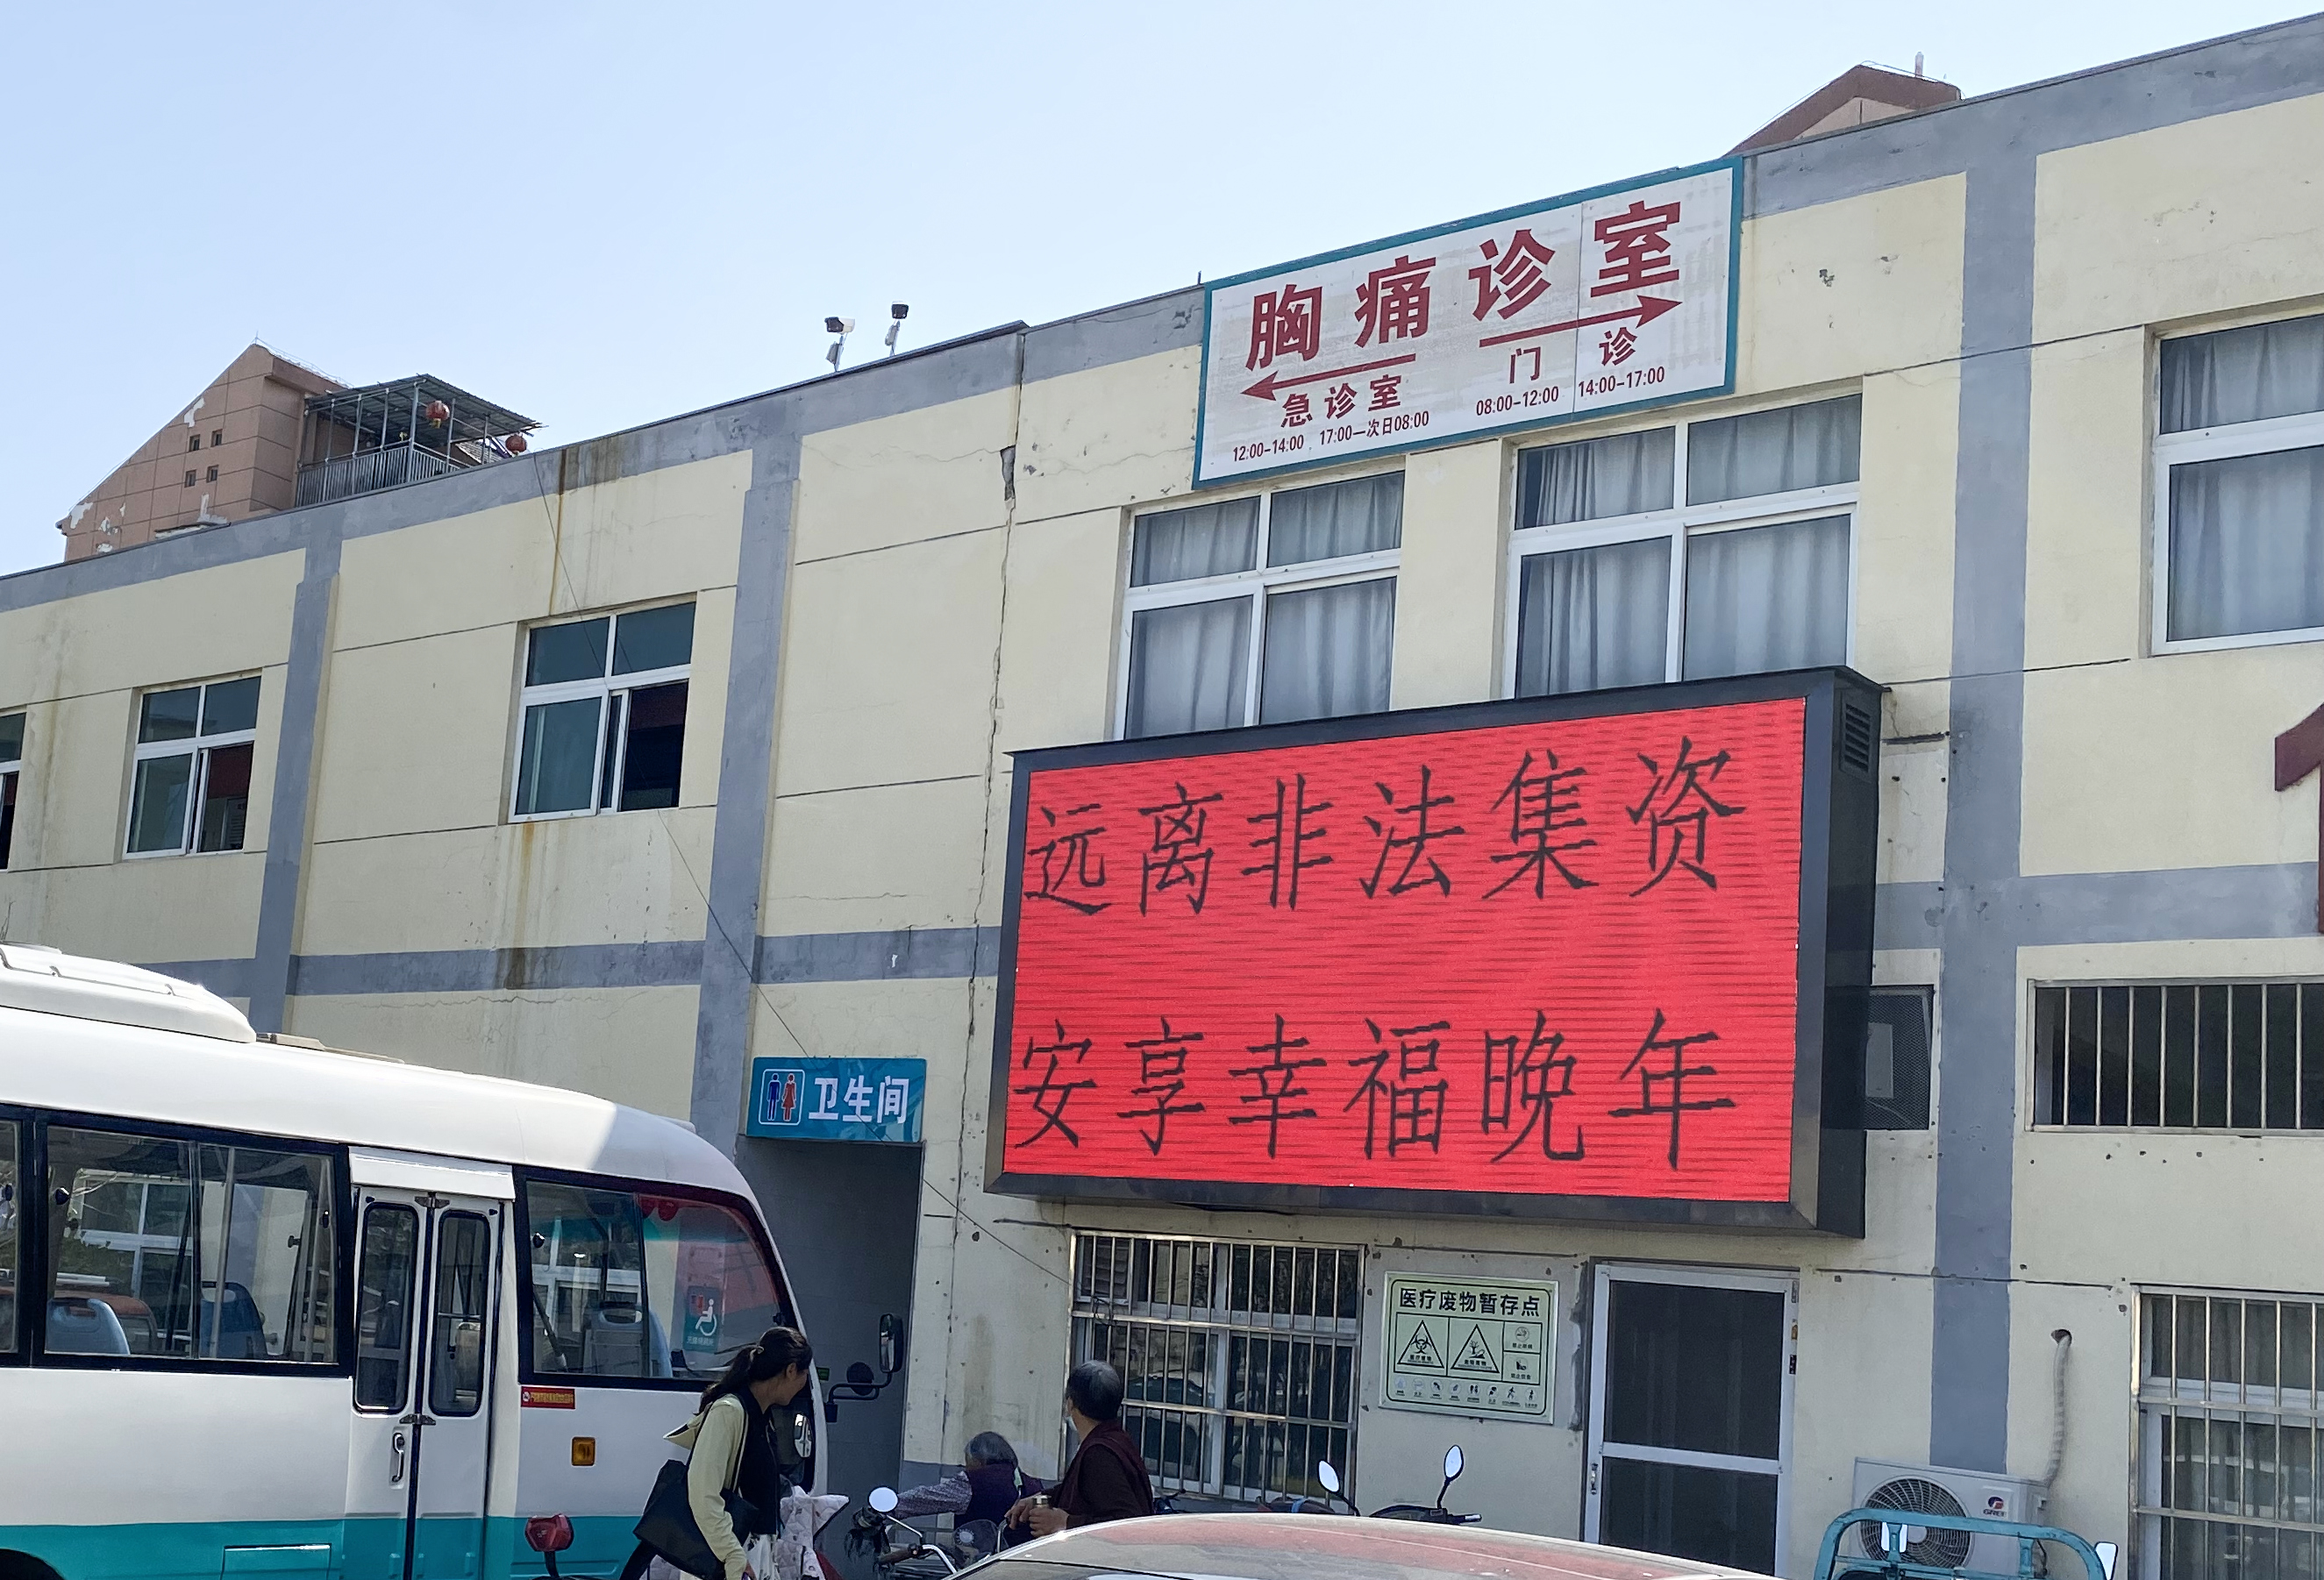 胸痛诊室
急诊室
12:00-14:00 17:00—次日08:00
门 诊
08:00-12:00 14:00-17:00
远离非法集资
安享幸福晚年
卫生间
医疗废物暂存点
GREE